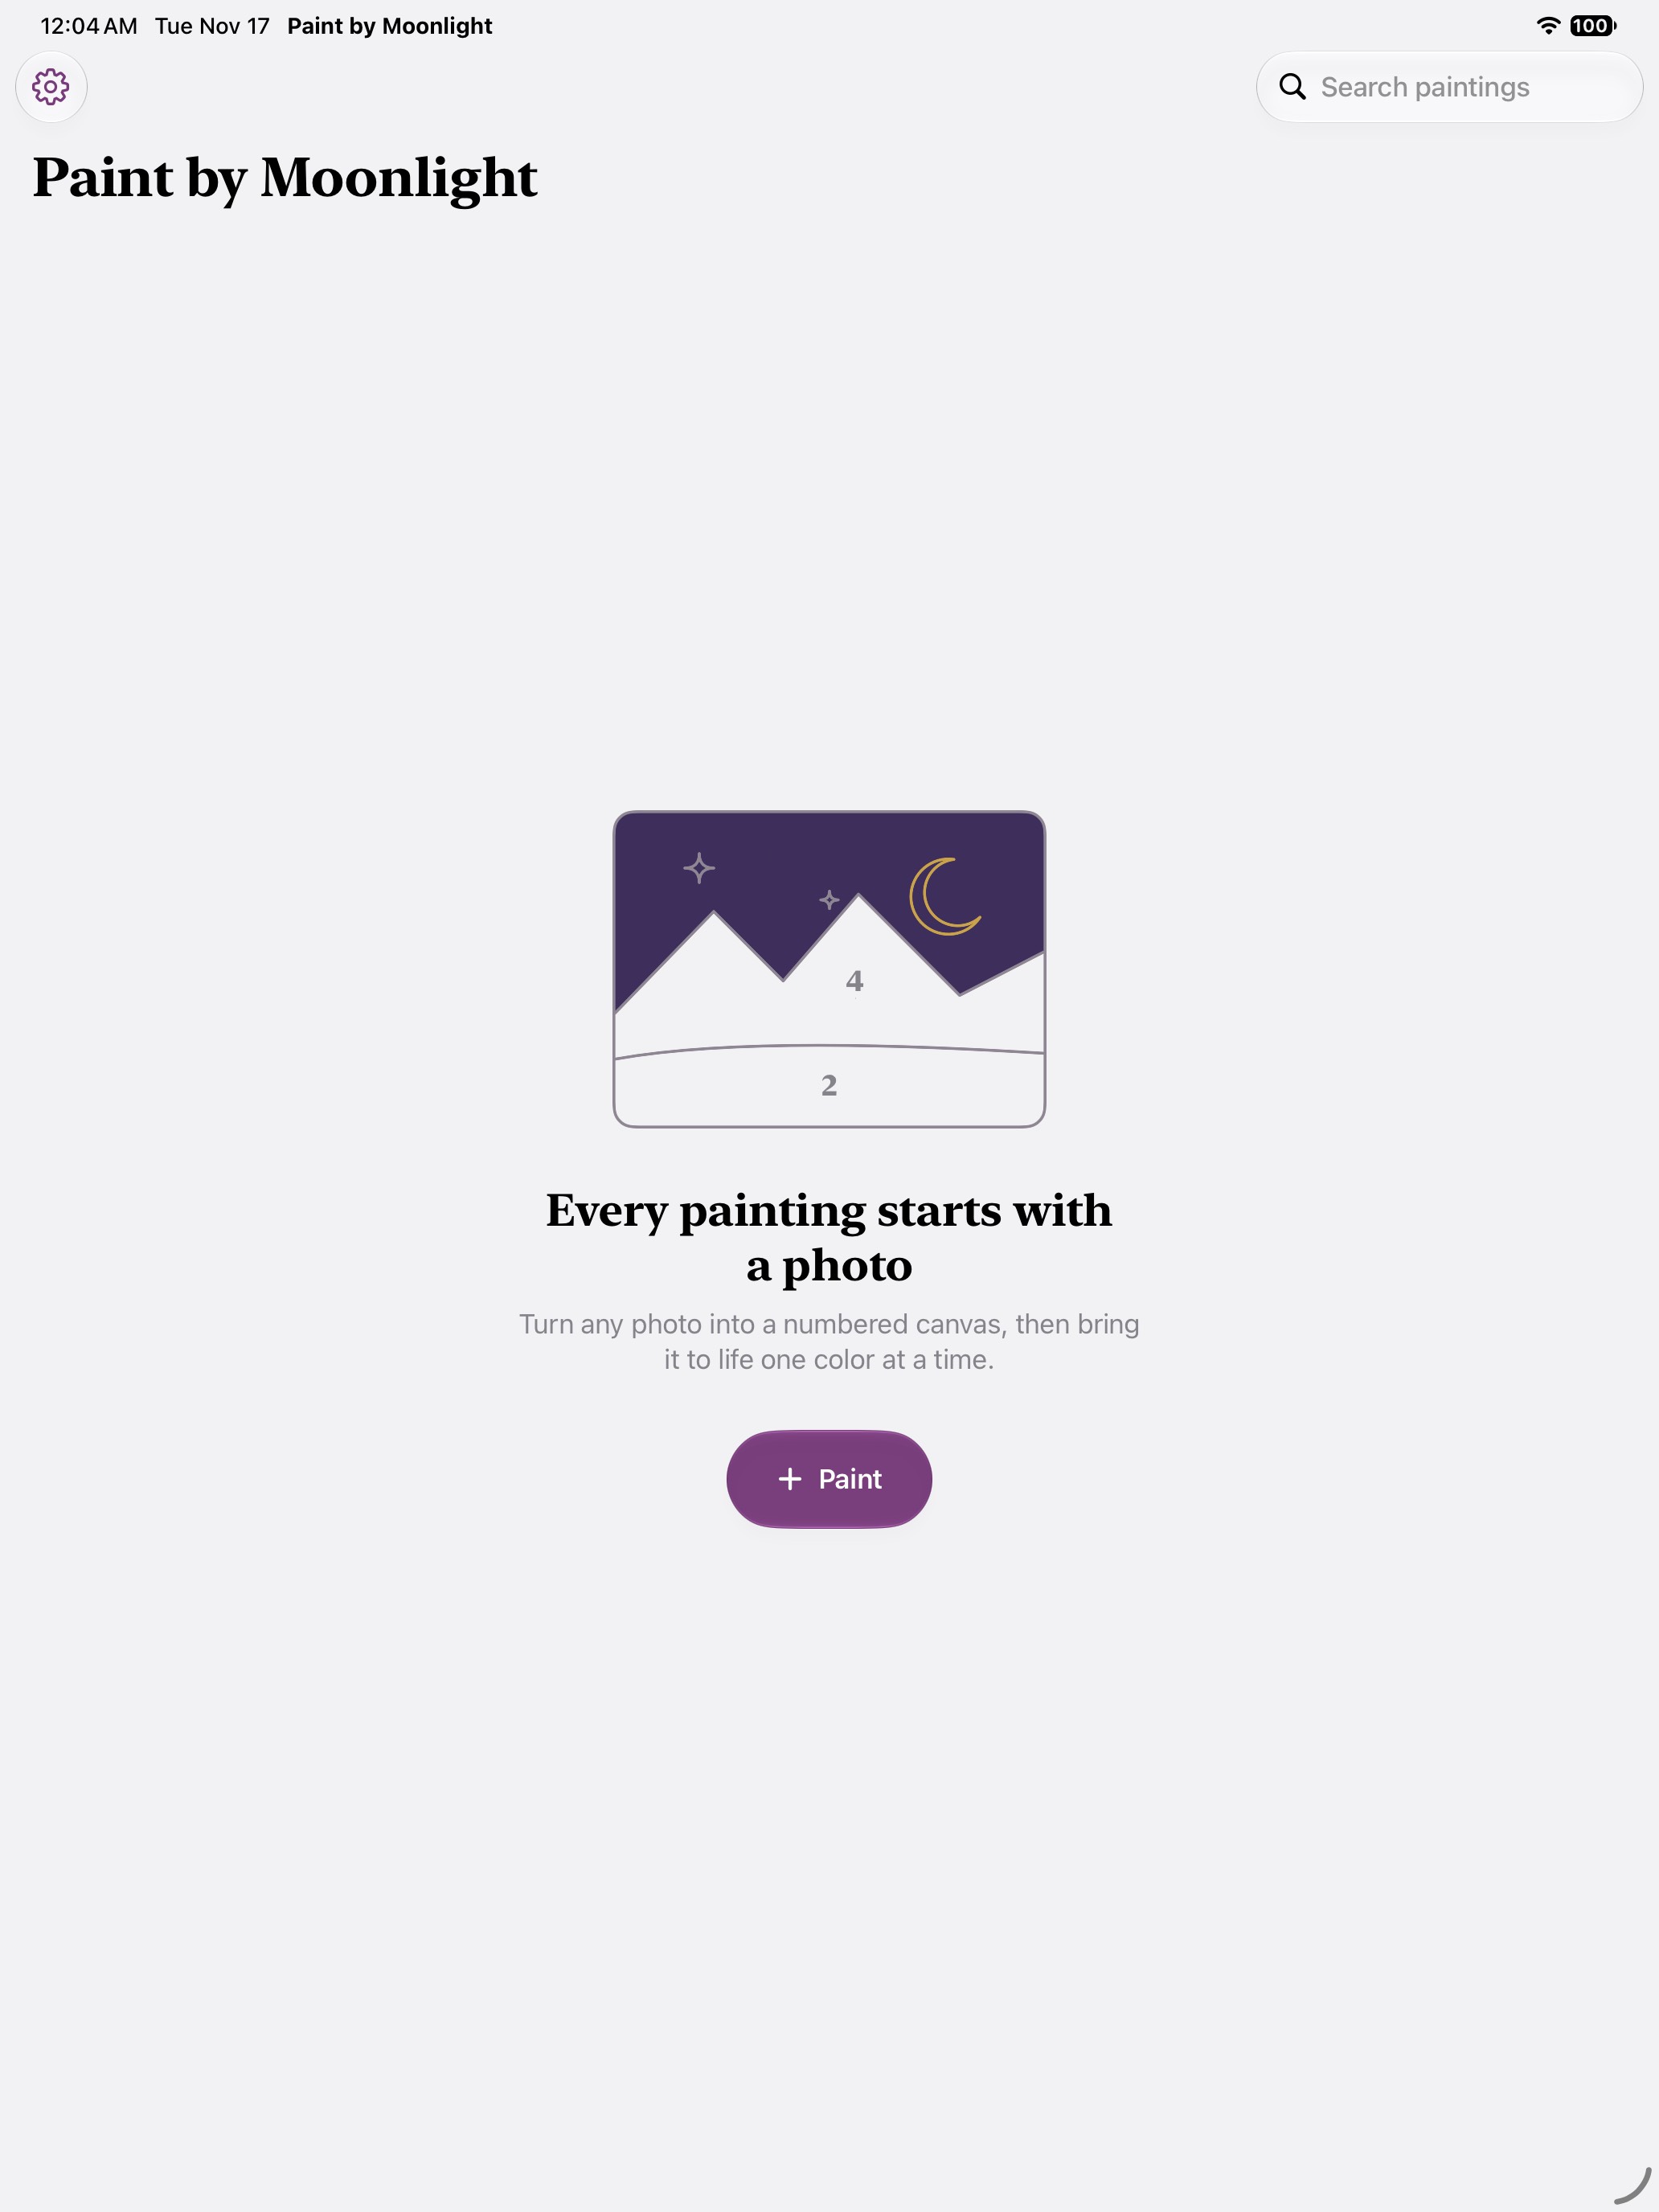 12:04 AM Tue Nov 17 Paint by Moonlight
100
Search paintings
Paint by Moonlight
4
2
Every painting starts with
a photo
Turn any photo into a numbered canvas, then bring
it to life one color at a time.
+ Paint